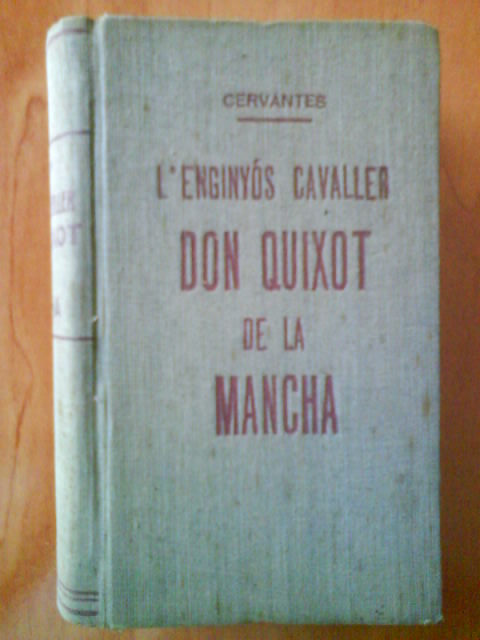 CERVANTES
L'ENGINYÓS CAVALLER
DON QUIXOT
DE LA
MANCHA